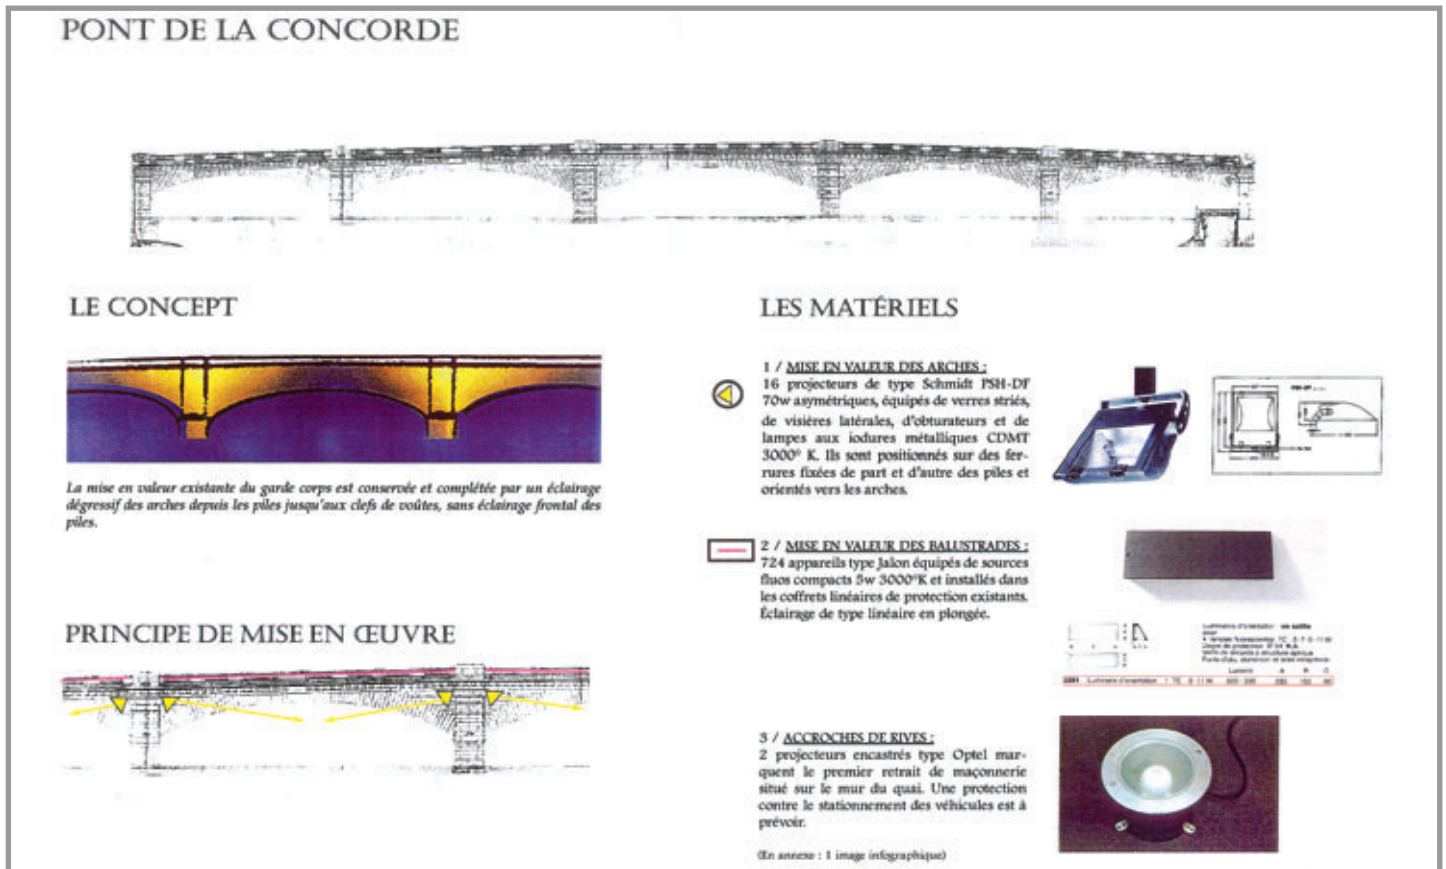 PONT DE LA CONCORDE
LE CONCEPT
La mise en valeur existante du garde corps est conservée et complétée par un éclairage
dégressif des arches depuis les piles jusqu'aux clefs de voûtes, sans éclairage frontal des
piles.
PRINCIPE DE MISE EN ŒUVRE
LES MATÉRIELS
1 / MISE EN VALEUR DES ARCHES :
16 projecteurs de type Schmidt PSH-DF
70w asymétriques, équipés de verres striés,
de visières latérales, d'obturateurs et de
lampes aux iodures métalliques CDMT
3000° K. Ils sont positionnés sur des fer-
rures fixées de part et d'autre des piles et
orientés vers les arches.
PSH-DF
2 / MISE EN VALEUR DES BALUSTRADES :
724 appareils type Jalon équipés de sources
fluos compacts 5w 3000°K et installés dans
les coffrets linéaires de protection existants.
Éclairage de type linéaire en plongée.
3 / ACCROCHES DE RIVES :
2 projecteurs encastrés type Optel mar-
quent le premier retrait de maçonnerie
situé sur le mur du quai. Une protection
contre le stationnement des véhicules est à
prévoir.
(En annexe : 1 image infographique)